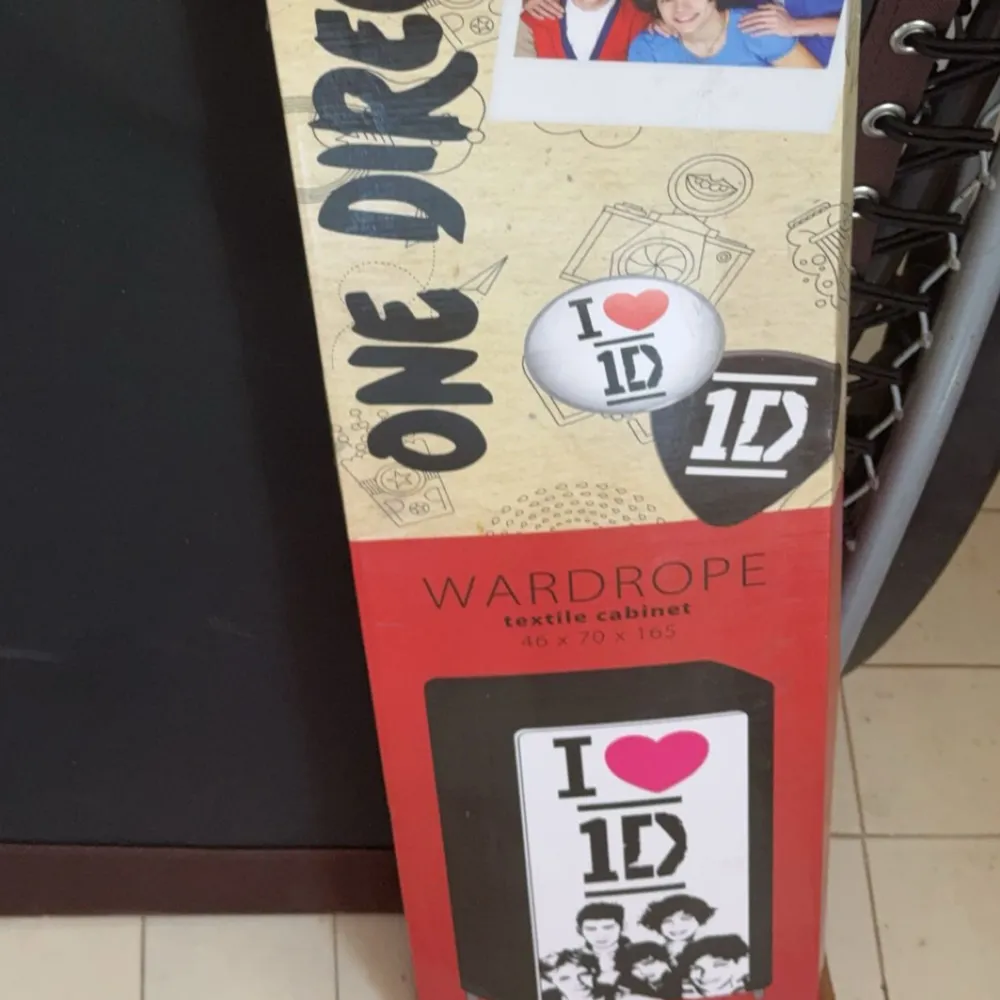 ONE DIREC
I
1D
1D
WARDROPE
textile cabinet
46 x 70 x 165
I
1D